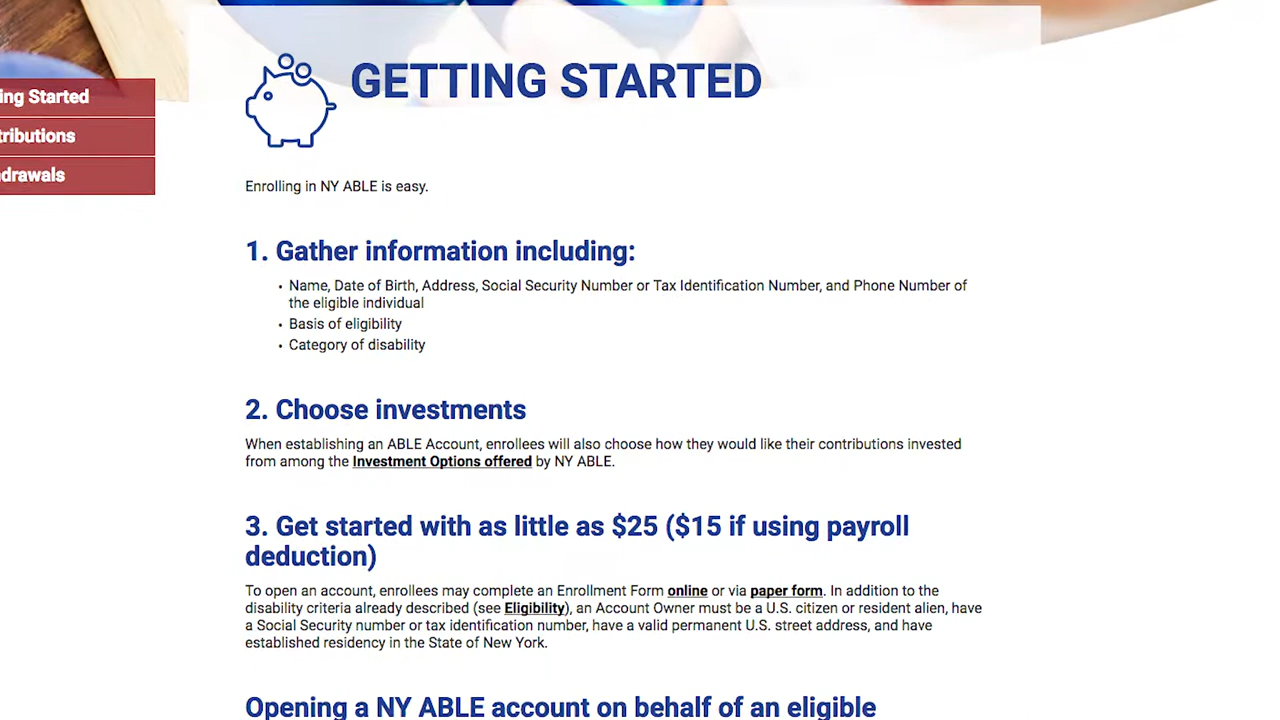 GETTING STARTED
ing Started
tributions
drawals
Enrolling in NY ABLE is easy.
1. Gather information including:
• Name, Date of Birth, Address, Social Security Number or Tax Identification Number, and Phone Number of
the eligible individual
• Basis of eligibility
• Category of disability
2. Choose investments
When establishing an ABLE Account, enrollees will also choose how they would like their contributions invested
from among the Investment Options offered by NY ABLE.
3. Get started with as little as $25 ($15 if using payroll
deduction)
To open an account, enrollees may complete an Enrollment Form online or via paper form. In addition to the
disability criteria already described (see Eligibility), an Account Owner must be a U.S. citizen or resident alien, have
a Social Security number or tax identification number, have a valid permanent U.S. street address, and have
established residency in the State of New York.
Opening a NY ABLE account on behalf of an eligible